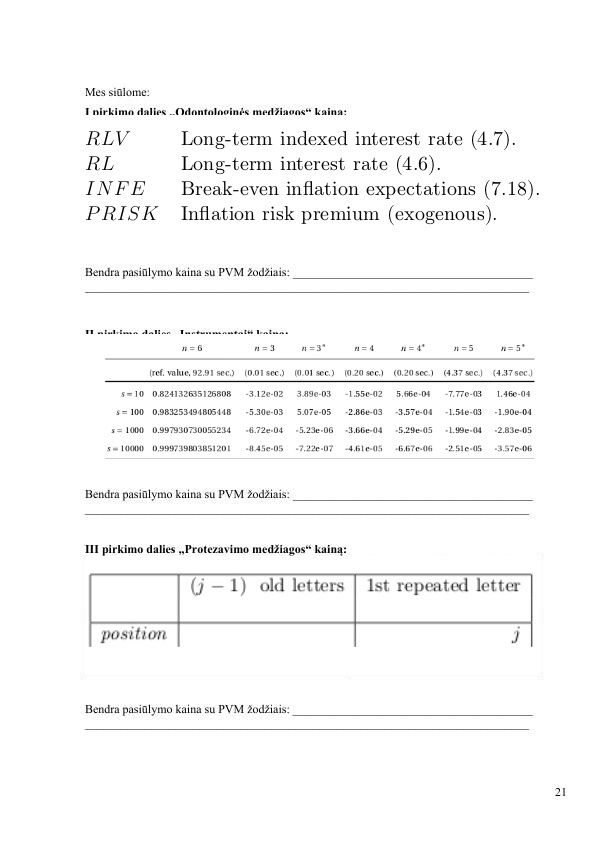 Mes siūlome:
I pirkimo dalies „Odontologinės medžiagos“ kainą:
RLV Long-term indexed interest rate (4.7).
RL Long-term interest rate (4.6).
INFE Break-even inflation expectations (7.18).
PRISK Inflation risk premium (exogenous).
Bendra pasiūlymo kaina su PVM žodžiais: ________________________________________
__________________________________________________________________________
II pirkimo dalies „Instrumentai“ kaina:
n = 6 n = 3 n = 3* n = 4 n = 4* n = 5 n = 5*
(ref. value, 92.91 sec.) (0.01 sec.) (0.01 sec.) (0.20 sec.) (0.20 sec.) (4.37 sec.) (4.37 sec.)
s = 10 0.824132635126808 -3.12e-02 3.89e-03 -1.55e-02 5.66e-04 -7.77e-03 1.46e-04
s = 100 0.983253494805448 -5.30e-03 5.07e-05 -2.86e-03 -3.57e-04 -1.54e-03 -1.90e-04
s = 1000 0.997930730055234 -6.72e-04 -5.23e-06 -3.66e-04 -5.29e-05 -1.99e-04 -2.83e-05
s = 10000 0.999739803851201 -8.45e-05 -7.22e-07 -4.61e-05 -6.67e-06 -2.51e-05 -3.57e-06
Bendra pasiūlymo kaina su PVM žodžiais: ________________________________________
__________________________________________________________________________
III pirkimo dalies „Protezavimo medžiagos“ kainą:
(j − 1) old letters 1st repeated letter
position j
Bendra pasiūlymo kaina su PVM žodžiais: ________________________________________
__________________________________________________________________________
21